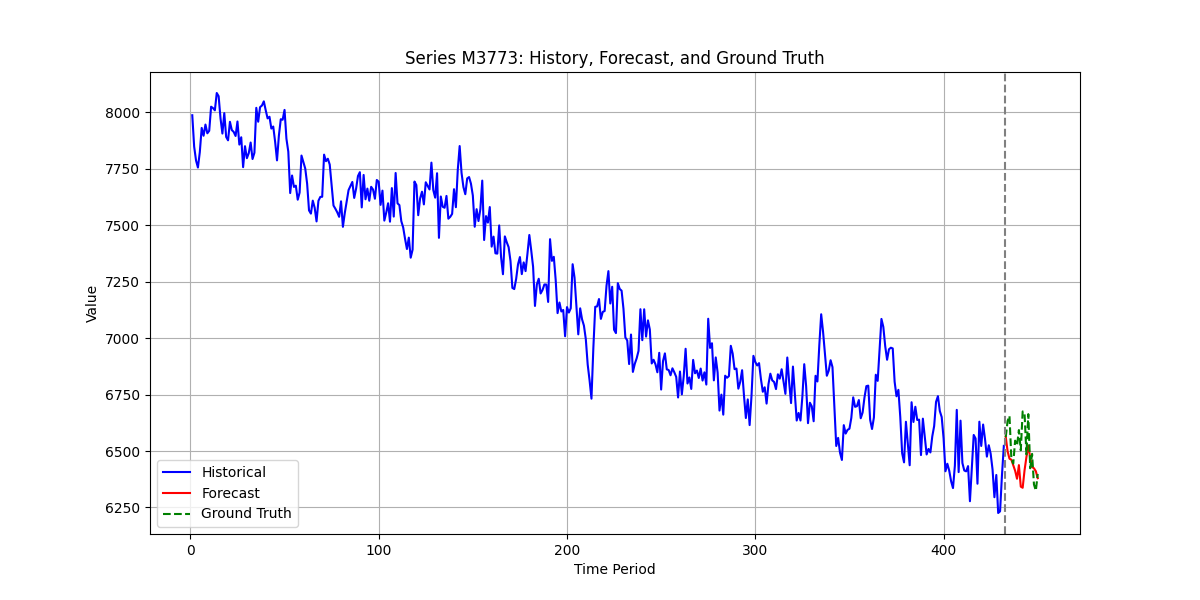 Series M3773: History, Forecast, and Ground Truth
Value
8000
7750
7500
7250
7000
6750
6500
6250
Historical
Forecast
Ground Truth
0 100 200 300 400
Time Period